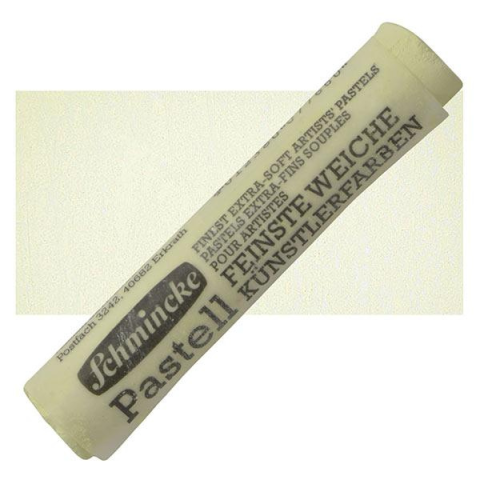 FINLST EXTRA-SOFT ARTISTS' PASTELS
PASTELS EXTRA-FINS SOUPLES
POUR ARTISTES
FEINSTE WEICHE
KÜNSTLERFARBEN
Postfach 3242, 40682 Erkrath
Schmincke
Pastell